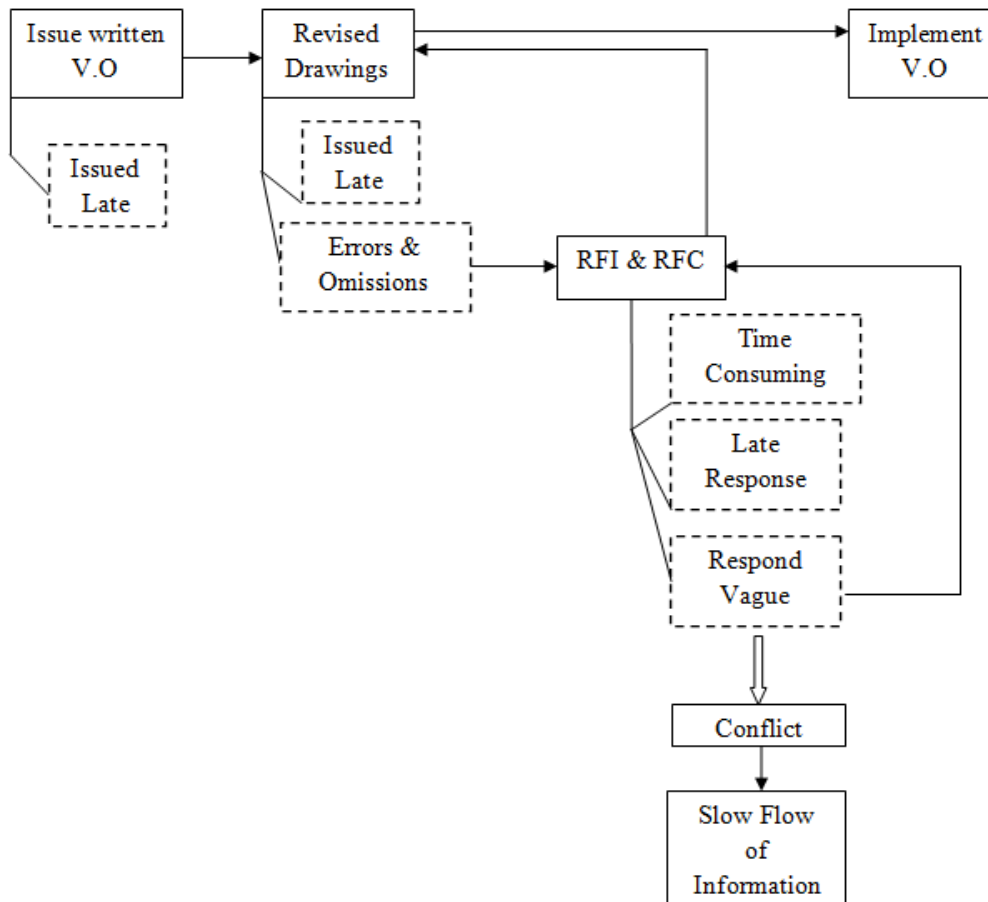 Issue written
V.O
Revised
Drawings
Implement
V.O
Issued
Late
Issued
Late
Errors &
Omissions
RFI & RFC
Time
Consuming
Late
Response
Respond
Vague
Conflict
Slow Flow
of
Information